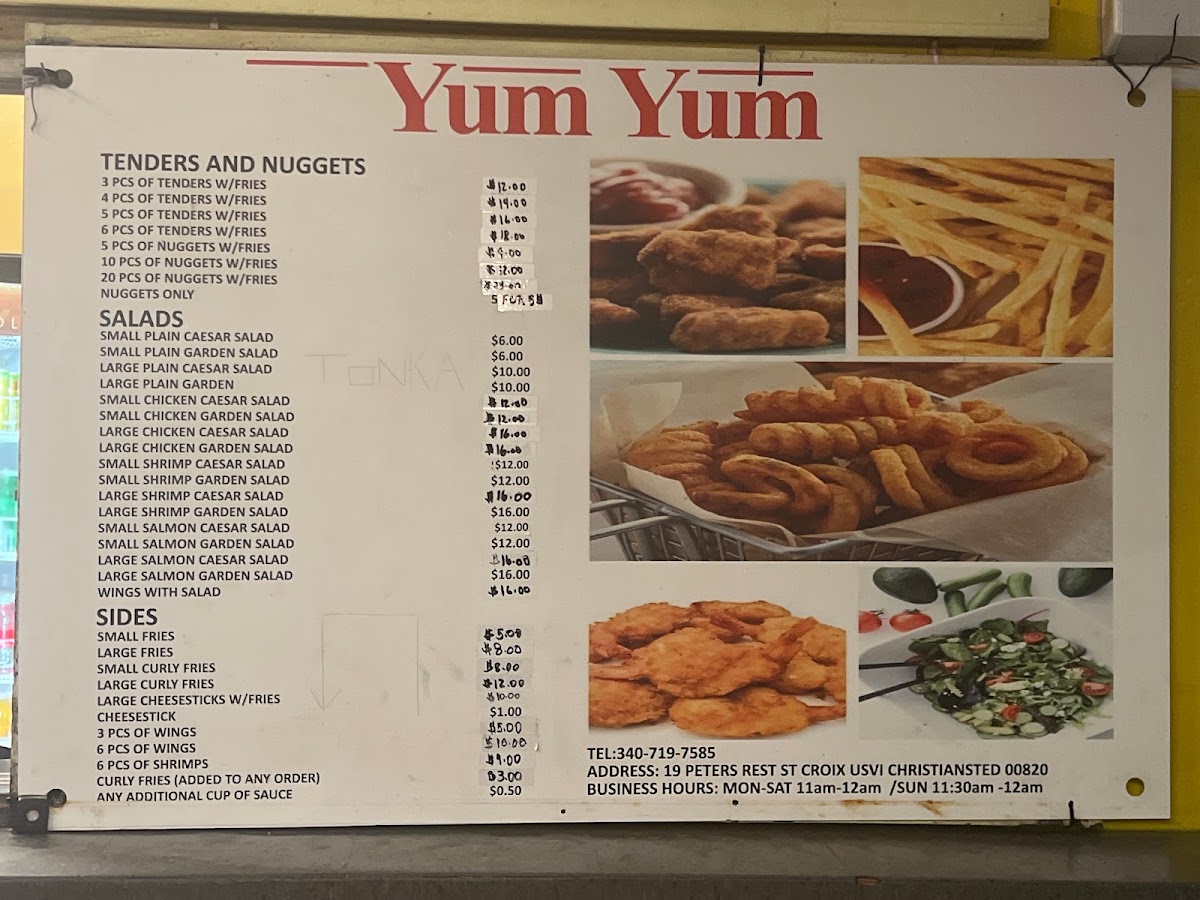 Yum Yum
TENDERS AND NUGGETS
3 PCS OF TENDERS W/FRIES $12.00
4 PCS OF TENDERS W/FRIES $14.00
5 PCS OF TENDERS W/FRIES $16.00
6 PCS OF TENDERS W/FRIES $18.00
5 PCS OF NUGGETS W/FRIES $9.00
10 PCS OF NUGGETS W/FRIES $12.00
20 PCS OF NUGGETS W/FRIES
NUGGETS ONLY 5 FOR 5$
SALADS
SMALL PLAIN CAESAR SALAD $6.00
SMALL PLAIN GARDEN SALAD $6.00
LARGE PLAIN CAESAR SALAD $10.00
LARGE PLAIN GARDEN $10.00
SMALL CHICKEN CAESAR SALAD $12.00
SMALL CHICKEN GARDEN SALAD $12.00
LARGE CHICKEN CAESAR SALAD $16.00
LARGE CHICKEN GARDEN SALAD $16.00
SMALL SHRIMP CAESAR SALAD $12.00
SMALL SHRIMP GARDEN SALAD $12.00
LARGE SHRIMP CAESAR SALAD $16.00
LARGE SHRIMP GARDEN SALAD $16.00
SMALL SALMON CAESAR SALAD $12.00
SMALL SALMON GARDEN SALAD $12.00
LARGE SALMON CAESAR SALAD $16.00
LARGE SALMON GARDEN SALAD $16.00
WINGS WITH SALAD $16.00
TONKA
SIDES
SMALL FRIES $5.00
LARGE FRIES $8.00
SMALL CURLY FRIES $8.00
LARGE CURLY FRIES $12.00
LARGE CHEESESTICKS W/FRIES $10.00
CHEESESTICK $1.00
3 PCS OF WINGS $5.00
6 PCS OF WINGS $10.00
6 PCS OF SHRIMPS $9.00
CURLY FRIES (ADDED TO ANY ORDER) $3.00
ANY ADDITIONAL CUP OF SAUCE $0.50
TEL:340-719-7585
ADDRESS: 19 PETERS REST ST CROIX USVI CHRISTIANSTED 00820
BUSINESS HOURS: MON-SAT 11am-12am /SUN 11:30am -12am